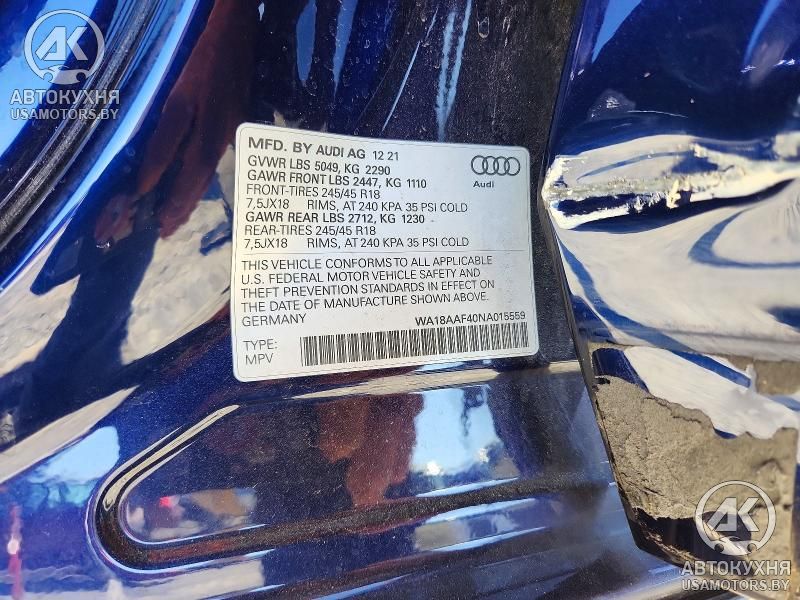 АК
АВТОКУХНЯ
USAMOTORS.BY
MFD. BY AUDI AG 12 21
GVWR LBS 5049, KG 2290
GAWR FRONT LBS 2447, KG 1110
FRONT-TIRES 245/45 R18
7,5JX18 RIMS, AT 240 KPA 35 PSI COLD
GAWR REAR LBS 2712, KG 1230
REAR-TIRES 245/45 R18
7,5JX18 RIMS, AT 240 KPA 35 PSI COLD
Audi
THIS VEHICLE CONFORMS TO ALL APPLICABLE
U.S. FEDERAL MOTOR VEHICLE SAFETY AND
THEFT PREVENTION STANDARDS IN EFFECT ON
THE DATE OF MANUFACTURE SHOWN ABOVE.
GERMANY WA18AAF40NA015559
TYPE:
MPV
АК
АВТОКУХНЯ
USAMOTORS.BY